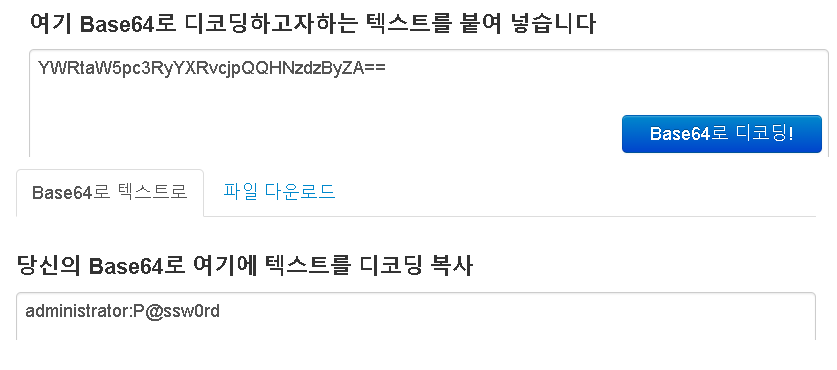 여기 Base64로 디코딩하고자하는 텍스트를 붙여 넣습니다
YWRtaW5pc3RyYXRvcjpQQHNzdzByZA==
Base64로 디코딩!
Base64로 텍스트로 파일 다운로드
당신의 Base64로 여기에 텍스트를 디코딩 복사
administrator:P@ssw0rd